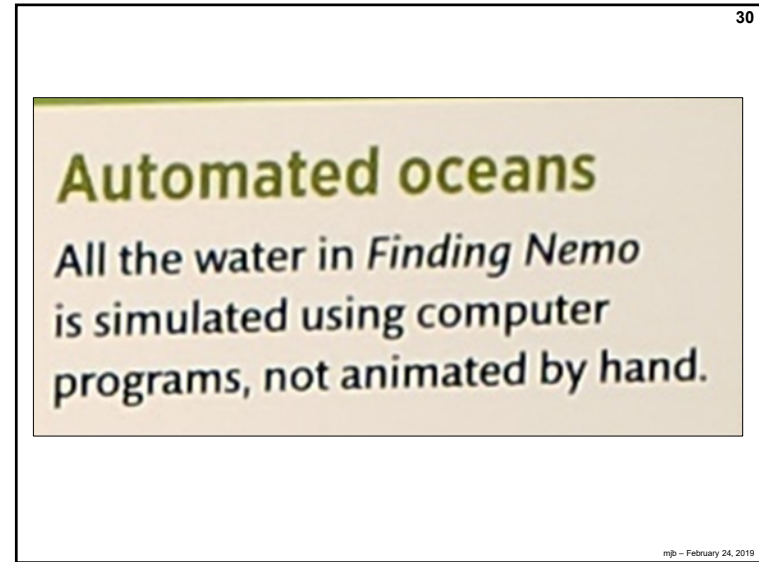 30
Automated oceans
All the water in Finding Nemo
is simulated using computer
programs, not animated by hand.
mjb – February 24, 2019